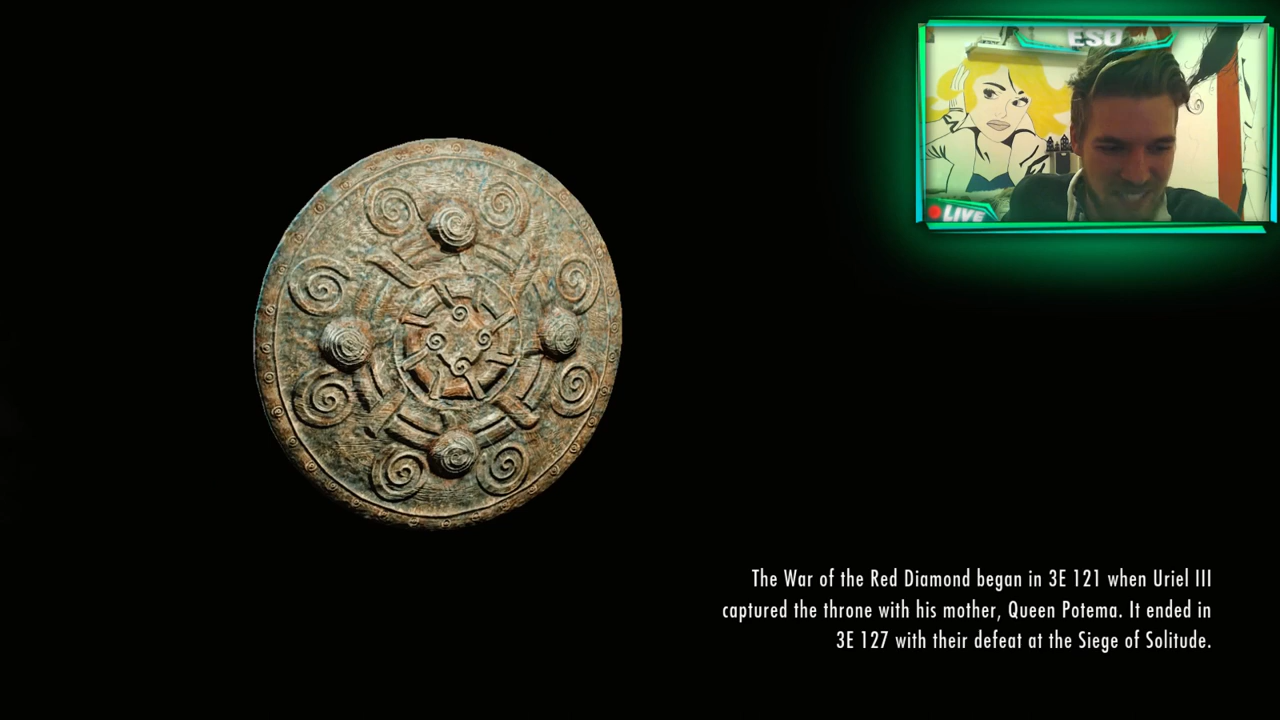 ESO
LIVE
The War of the Red Diamond began in 3E 121 when Uriel III
captured the throne with his mother, Queen Potema. It ended in
3E 127 with their defeat at the Siege of Solitude.